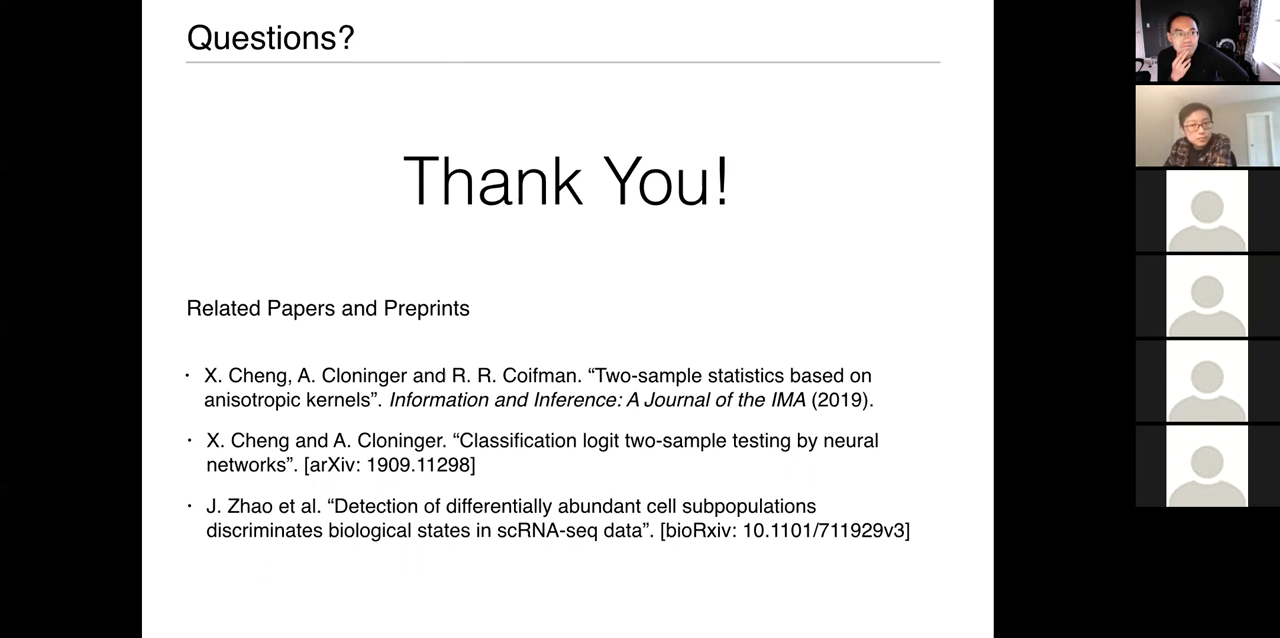 Questions?
Thank You!
Related Papers and Preprints
• X. Cheng, A. Cloninger and R. R. Coifman. “Two-sample statistics based on
anisotropic kernels”. Information and Inference: A Journal of the IMA (2019).
• X. Cheng and A. Cloninger. “Classification logit two-sample testing by neural
networks”. [arXiv: 1909.11298]
• J. Zhao et al. “Detection of differentially abundant cell subpopulations
discriminates biological states in scRNA-seq data”. [bioRxiv: 10.1101/711929v3]